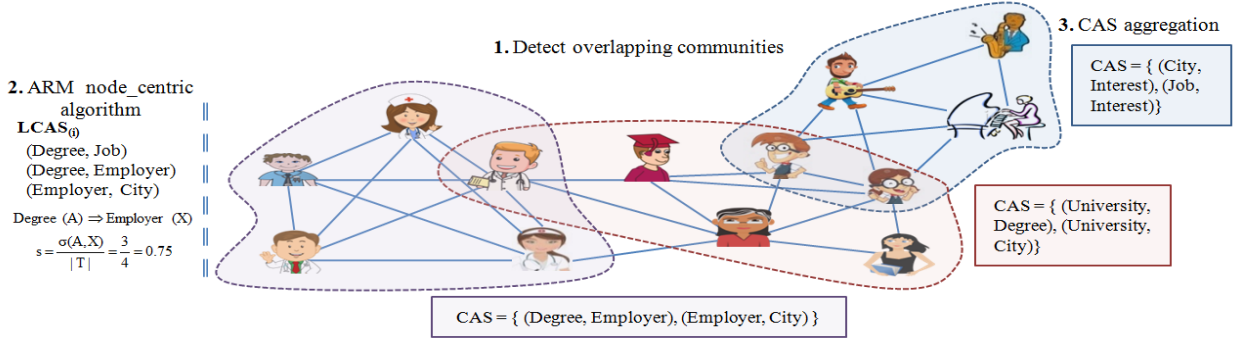 1. Detect overlapping communities
3. CAS aggregation
CAS = { (City,
Interest), (Job,
Interest)}
2. ARM node_centric
algorithm
LCAS(i)
(Degree, Job)
(Degree, Employer)
(Employer, City)
Degree (A) ⇒ Employer (X)
s = σ(A,X) / | T | = 3 / 4 = 0.75
CAS = { (University,
Degree), (University,
City)}
CAS = { (Degree, Employer), (Employer, City) }